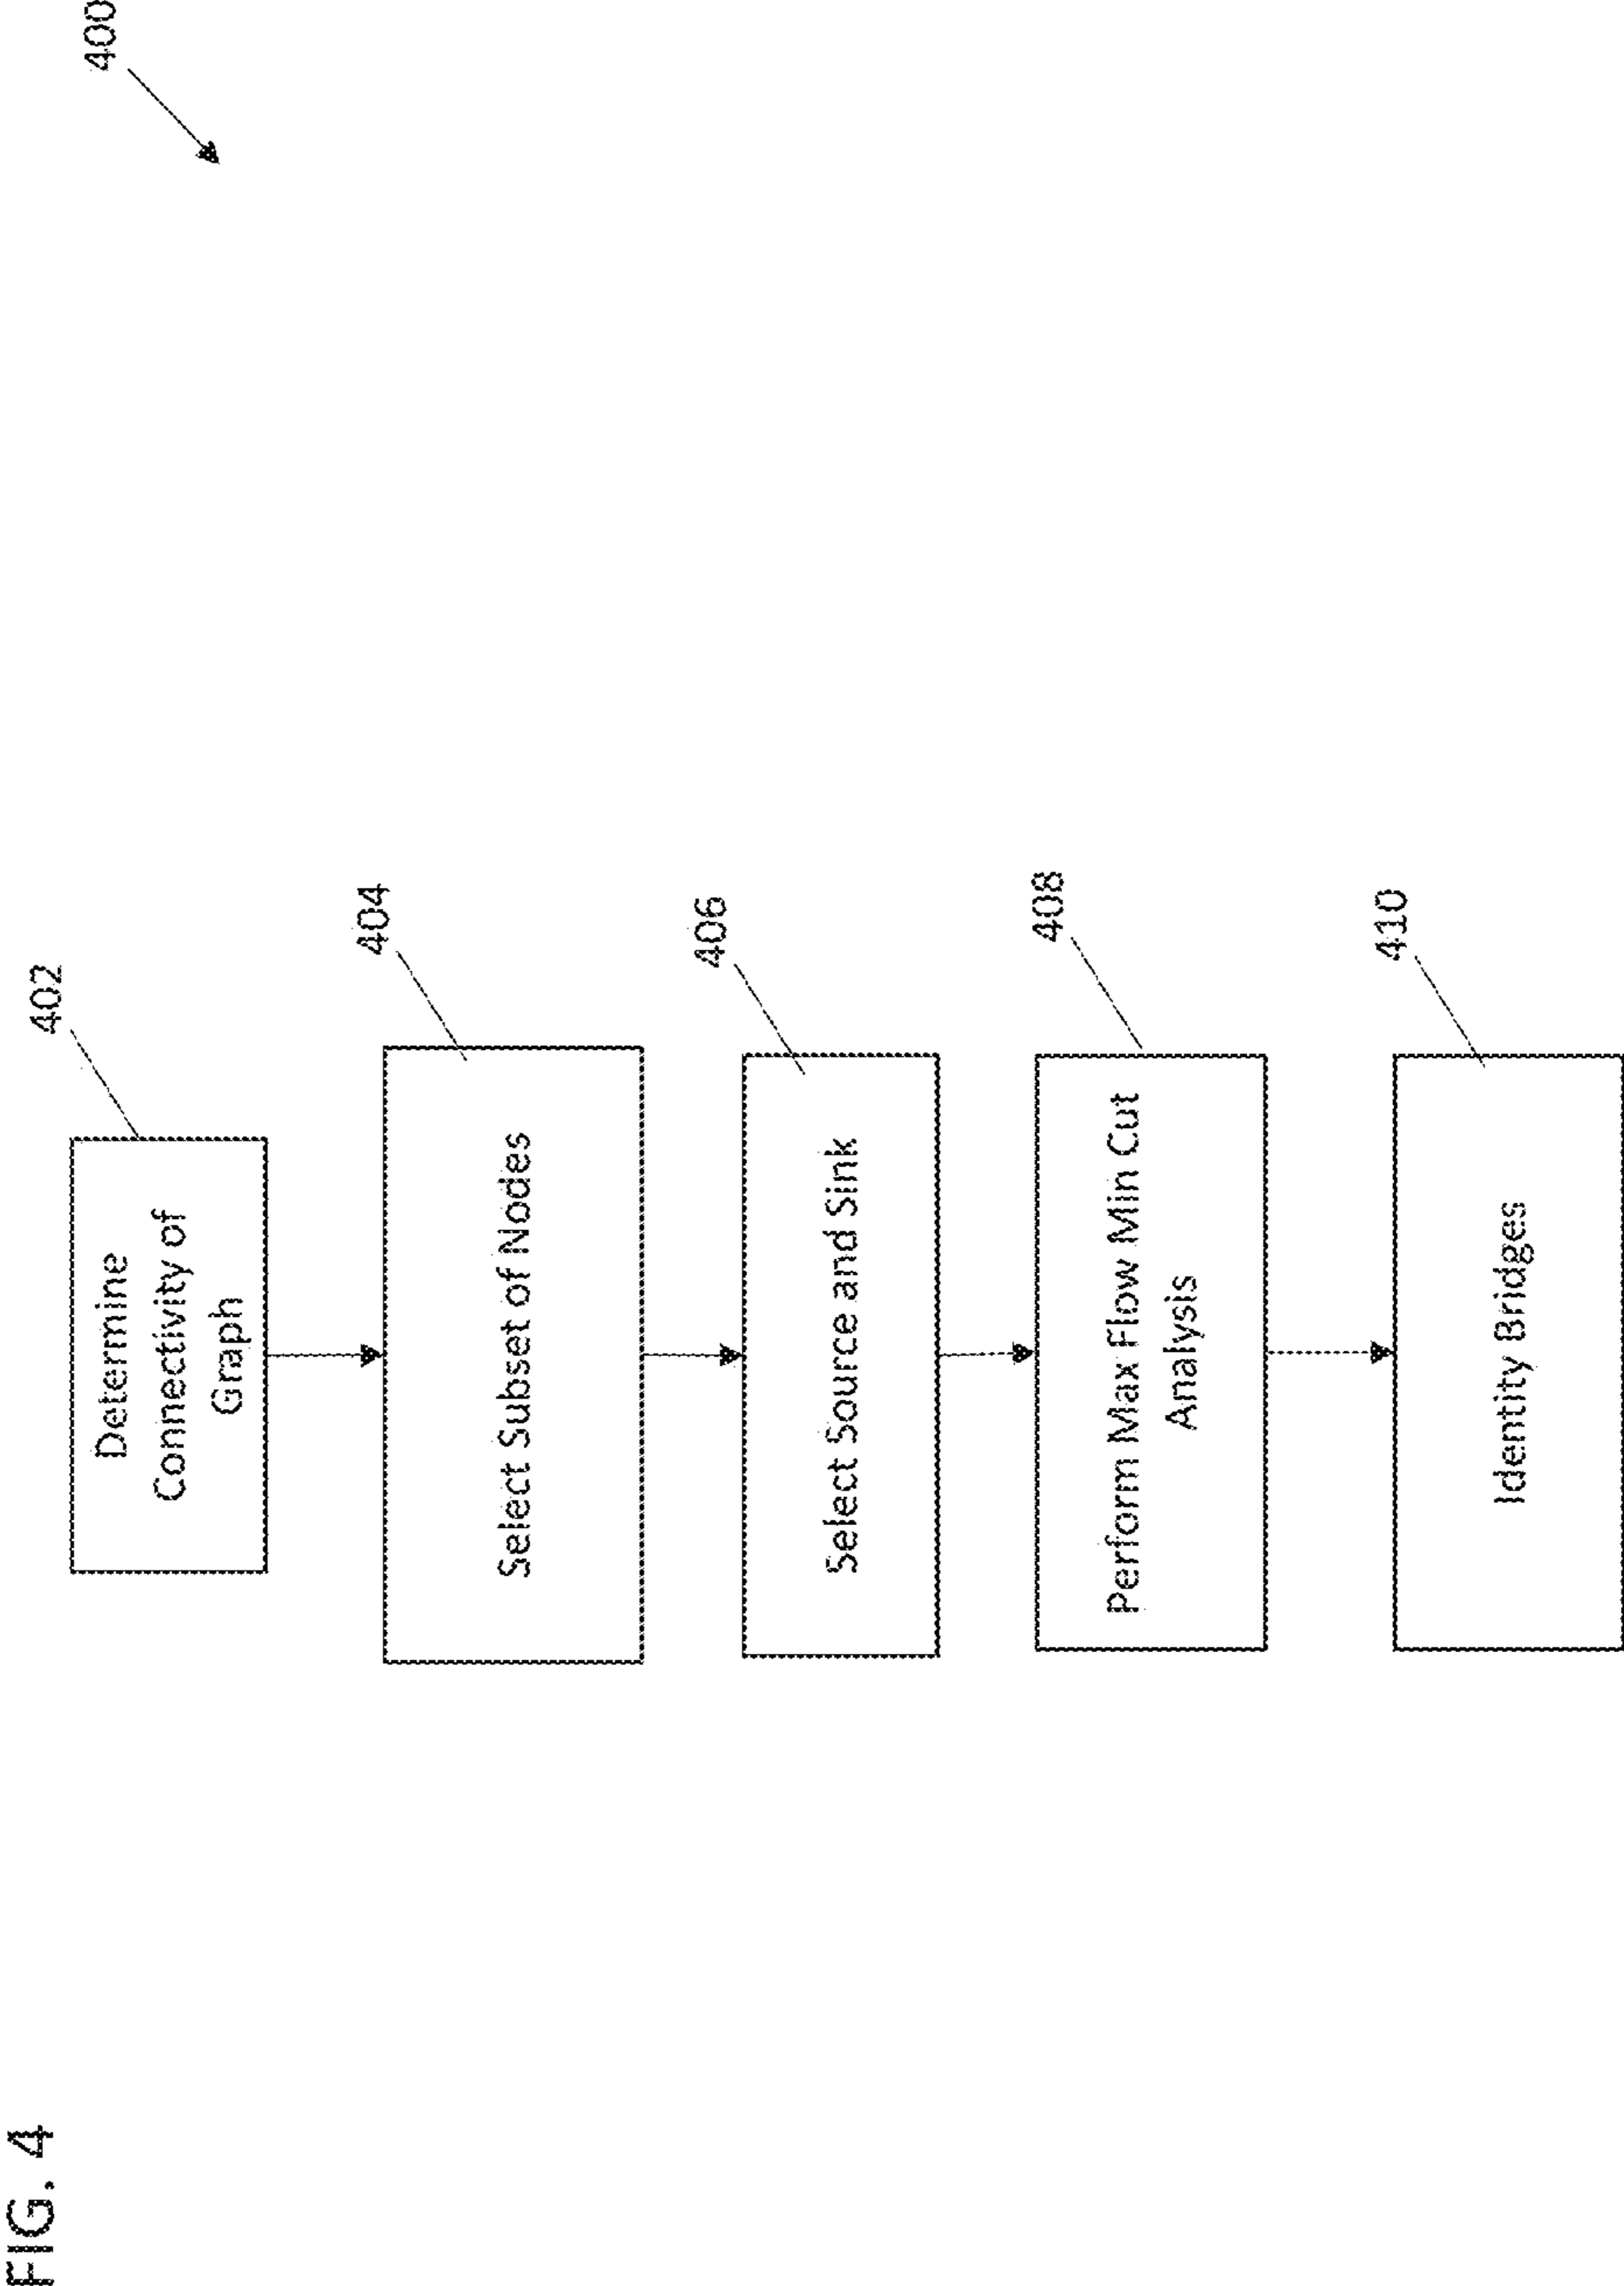 FIG. 4
400
402
Determine
Connectivity of
Graph
404
Select Subset of Nodes
406
Select Source and Sink
408
Perform Max Flow Min Cut
Analysis
410
Identity Bridges